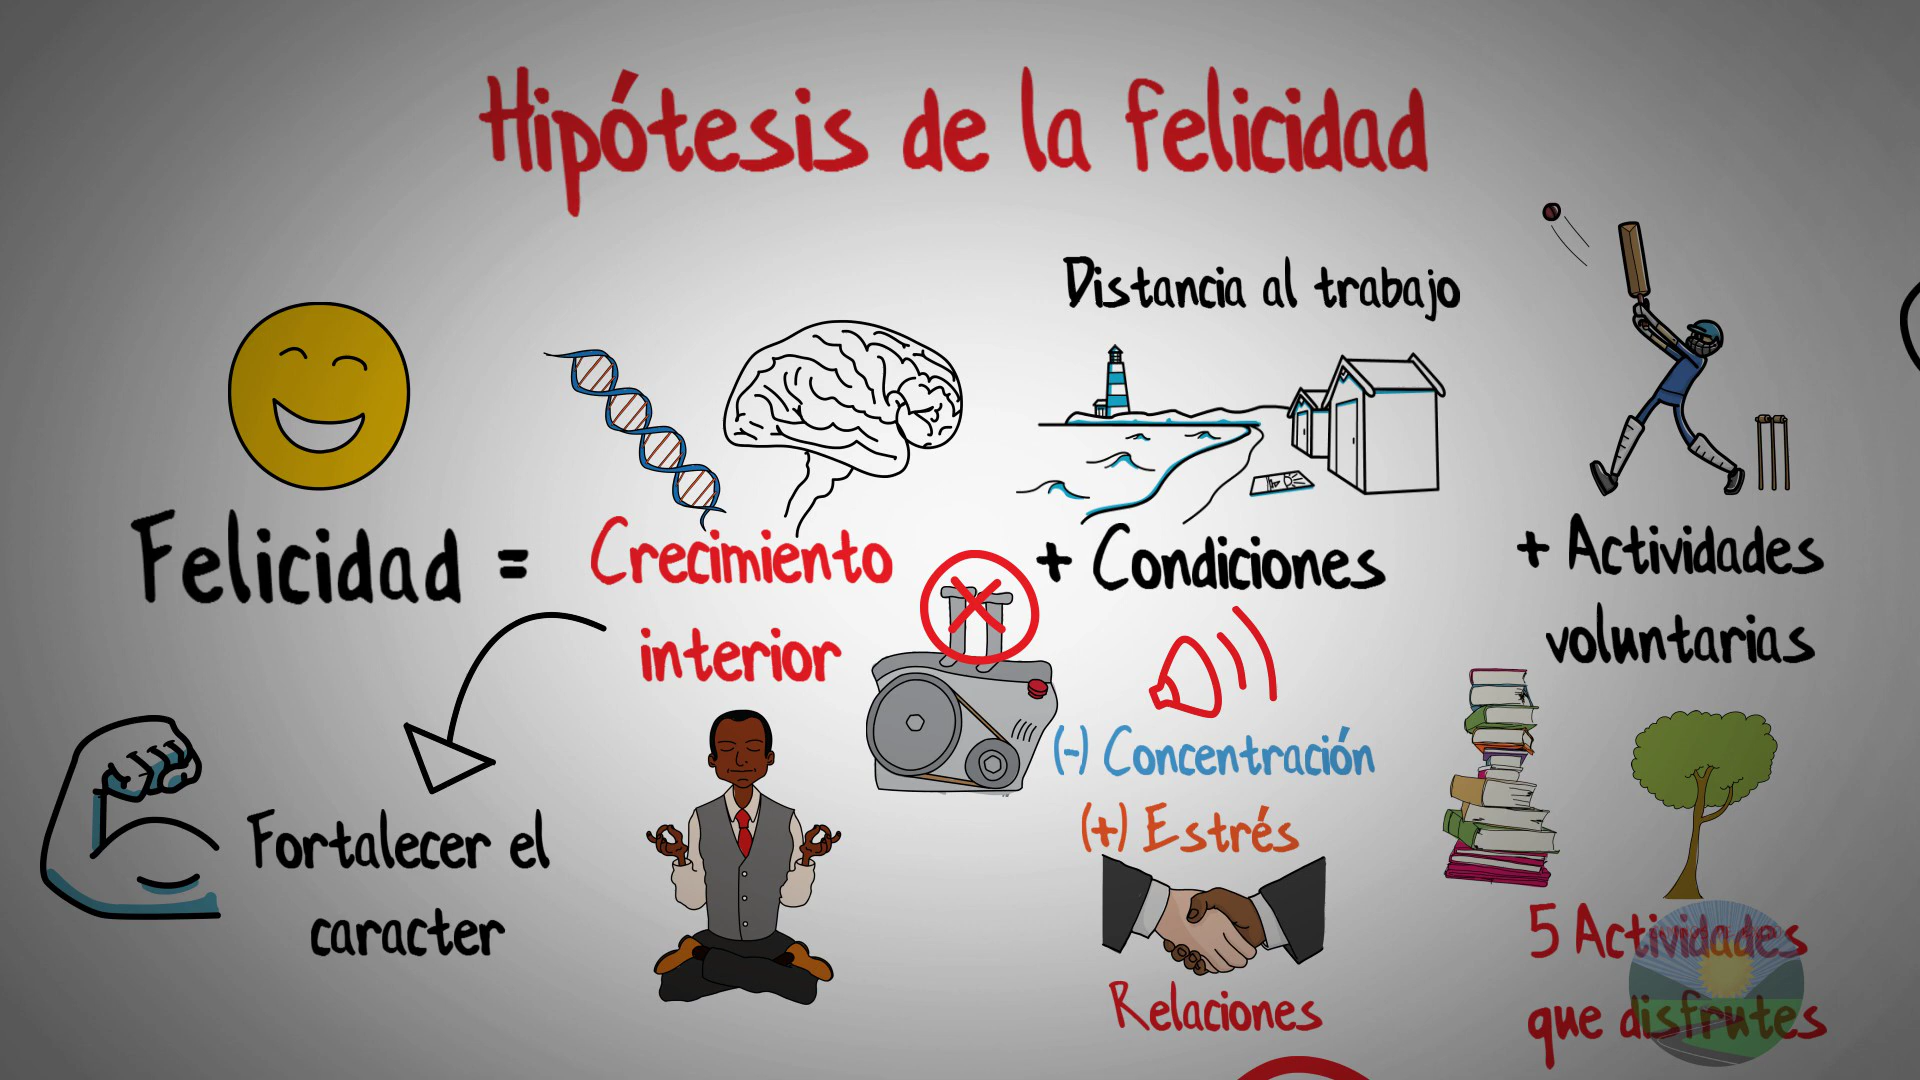 Hipótesis de la felicidad
Distancia al trabajo
Felicidad = Crecimiento interior + Condiciones + Actividades voluntarias
Fortalecer el
caracter
(-) Concentración
(+) Estrés
Relaciones
5 Actividades
que disfrutes